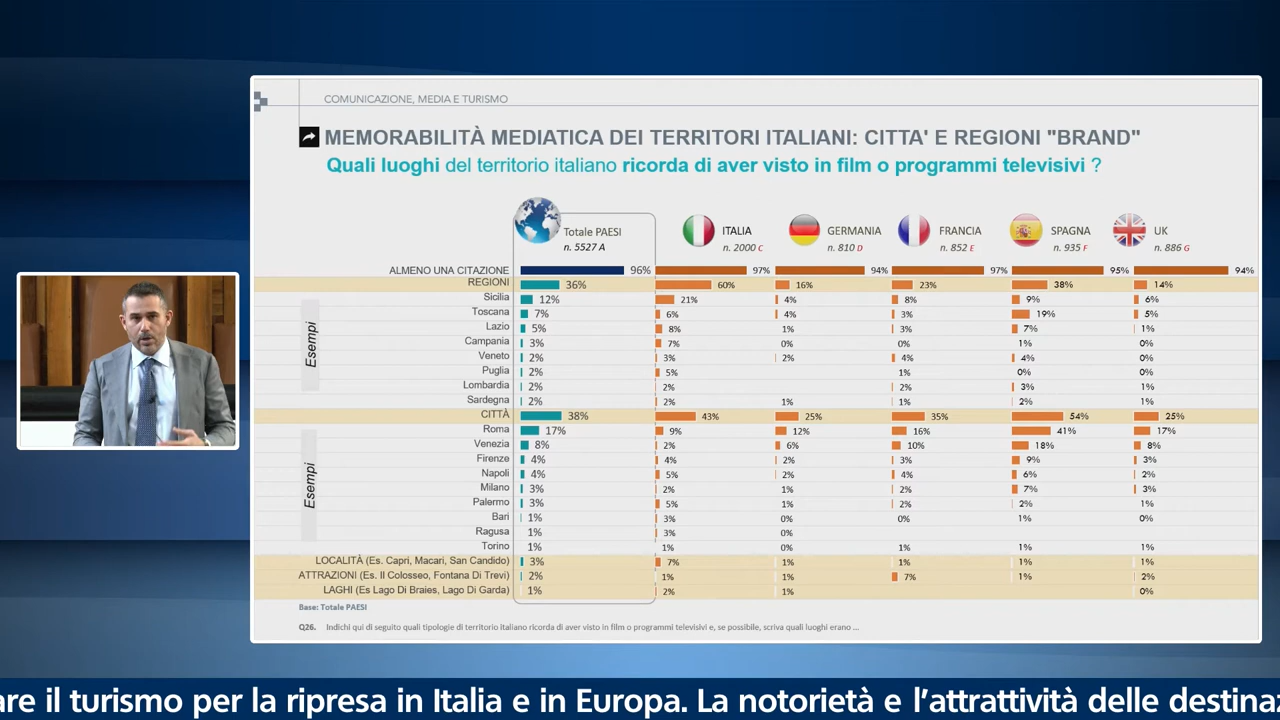 COMUNICAZIONE, MEDIA E TURISMO
MEMORABILITÀ MEDIATICA DEI TERRITORI ITALIANI: CITTA' E REGIONI "BRAND"
Quali luoghi del territorio italiano ricorda di aver visto in film o programmi televisivi ?
Totale PAESI ITALIA GERMANIA FRANCIA SPAGNA UK
n. 5527 A n. 2000 C n. 810 D n. 852 E n. 935 F n. 886 G
ALMENO UNA CITAZIONE 96% 97% 94% 97% 95% 94%
REGIONI 36% 60% 16% 23% 38% 14%
Esempi
Sicilia 12% 21% 4% 8% 9% 6%
Toscana 7% 6% 4% 3% 19% 5%
Lazio 5% 8% 1% 3% 7% 1%
Campania 3% 7% 0% 0% 1% 0%
Veneto 2% 3% 2% 4% 4% 0%
Puglia 2% 5% 1% 0% 0%
Lombardia 2% 2% 2% 3% 1%
Sardegna 2% 2% 1% 1% 2% 1%
CITTÀ 38% 43% 25% 35% 54% 25%
Esempi
Roma 17% 9% 12% 16% 41% 17%
Venezia 8% 2% 6% 10% 18% 8%
Firenze 4% 4% 2% 3% 9% 3%
Napoli 4% 5% 2% 4% 6% 2%
Milano 3% 2% 1% 2% 7% 3%
Palermo 3% 5% 1% 2% 2% 1%
Bari 1% 3% 0% 0% 1% 0%
Ragusa 1% 3% 0%
Torino 1% 1% 0% 1% 1% 1%
LOCALITÀ (Es. Capri, Macari, San Candido) 3% 7% 1% 1% 1% 1%
ATTRAZIONI (Es. Il Colosseo, Fontana Di Trevi) 2% 1% 1% 7% 1% 2%
LAGHI (Es Lago Di Braies, Lago Di Garda) 1% 2% 1% 0%
Base: Totale PAESI
Q26. Indichi qui di seguito quali tipologie di territorio italiano ricorda di aver visto in film o programmi televisivi e, se possibile, scriva quali luoghi erano ...
are il turismo per la ripresa in Italia e in Europa. La notorietà e l'attrattività delle destinaz